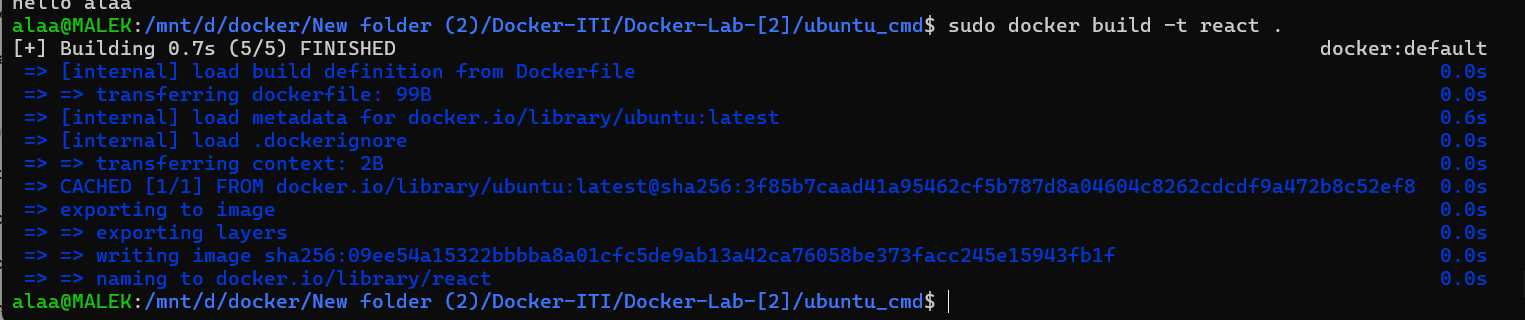 hello alaa
alaa@MALEK:/mnt/d/docker/New folder (2)/Docker-ITI/Docker-Lab-[2]/ubuntu_cmd$ sudo docker build -t react .
[+] Building 0.7s (5/5) FINISHED docker:default
=> [internal] load build definition from Dockerfile 0.0s
=> => transferring dockerfile: 99B 0.0s
=> [internal] load metadata for docker.io/library/ubuntu:latest 0.6s
=> [internal] load .dockerignore 0.0s
=> => transferring context: 2B 0.0s
=> CACHED [1/1] FROM docker.io/library/ubuntu:latest@sha256:3f85b7caad41a95462cf5b787d8a04604c8262cdcdf9a472b8c52ef8 0.0s
=> exporting to image 0.0s
=> => exporting layers 0.0s
=> => writing image sha256:09ee54a15322bbbba8a01cfc5de9ab13a42ca76058be373facc245e15943fb1f 0.0s
=> => naming to docker.io/library/react 0.0s
alaa@MALEK:/mnt/d/docker/New folder (2)/Docker-ITI/Docker-Lab-[2]/ubuntu_cmd$